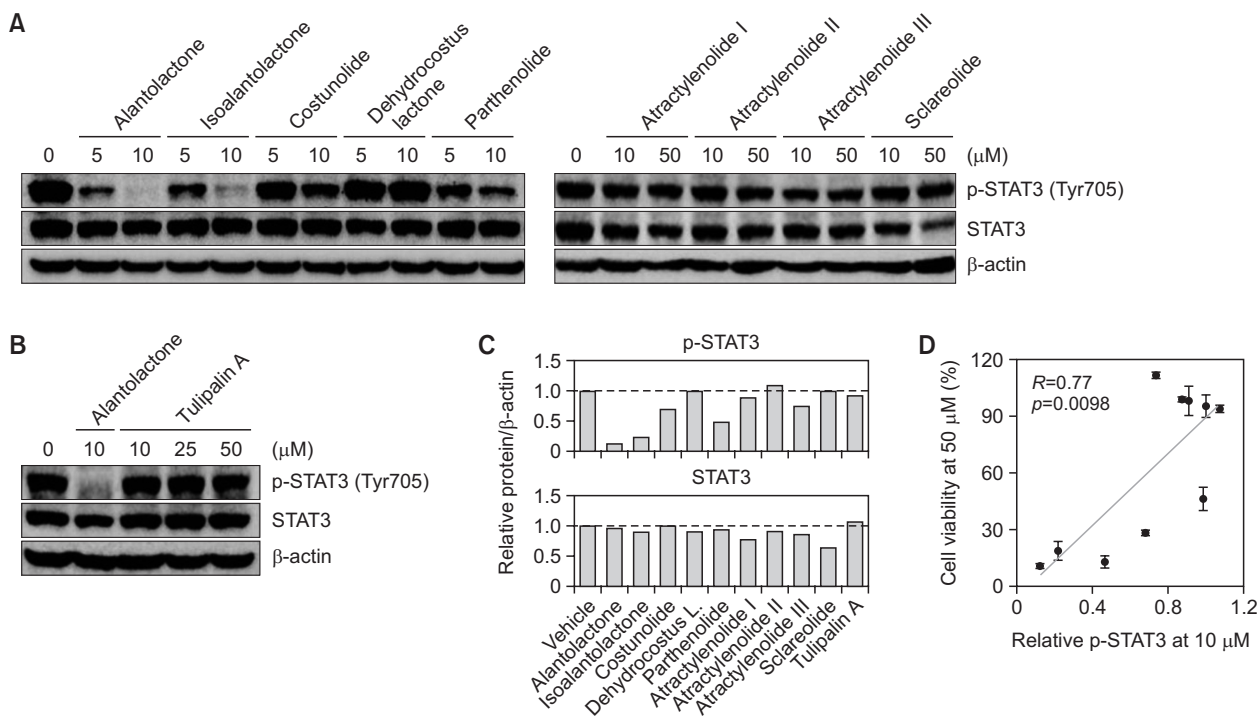 A
Alantolactone
Isoalantolactone
Costunolide
Dehydrocostus
lactone
Parthenolide
0 5 10 5 10 5 10 5 10 5 10
Atractylenolide I
Atractylenolide II
Atractylenolide III
Sclareolide
0 10 50 10 50 10 50 10 50 (μM)
p-STAT3 (Tyr705)
STAT3
β-actin
B
Alantolactone
Tulipalin A
0 10 10 25 50 (μM)
p-STAT3 (Tyr705)
STAT3
β-actin
C
p-STAT3
1.5
1.0
0.5
0
STAT3
1.5
1.0
0.5
0
Relative protein/β-actin
Vehicle
Alantolactone
Isoalantolactone
Costunolide
Dehydrocostus L.
Parthenolide
Atractylenolide I
Atractylenolide II
Atractylenolide III
Sclareolide
Tulipalin A
D
Cell viability at 50 μM (%)
120
90
60
30
0
R=0.77
p=0.0098
0 0.4 0.8 1.2
Relative p-STAT3 at 10 μM